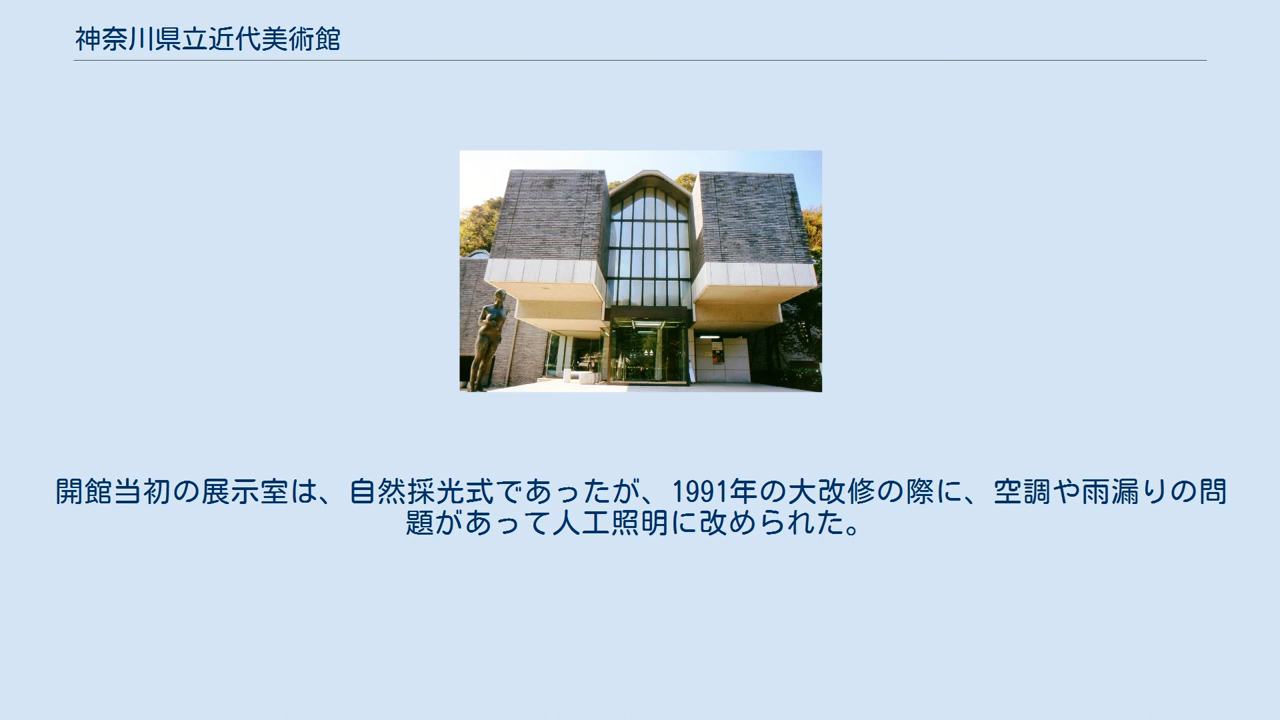 神奈川県立近代美術館
開館当初の展示室は、自然採光式であったが、1991年の大改修の際に、空調や雨漏りの問
題があって人工照明に改められた。